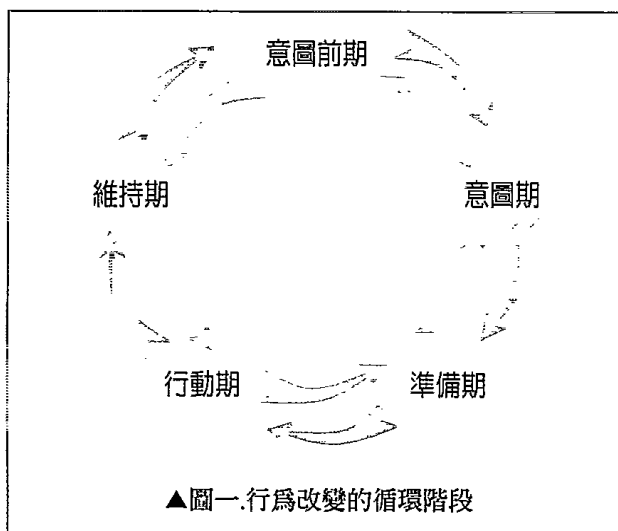 意圖前期
維持期
意圖期
行動期
準備期
▲圖一.行爲改變的循環階段